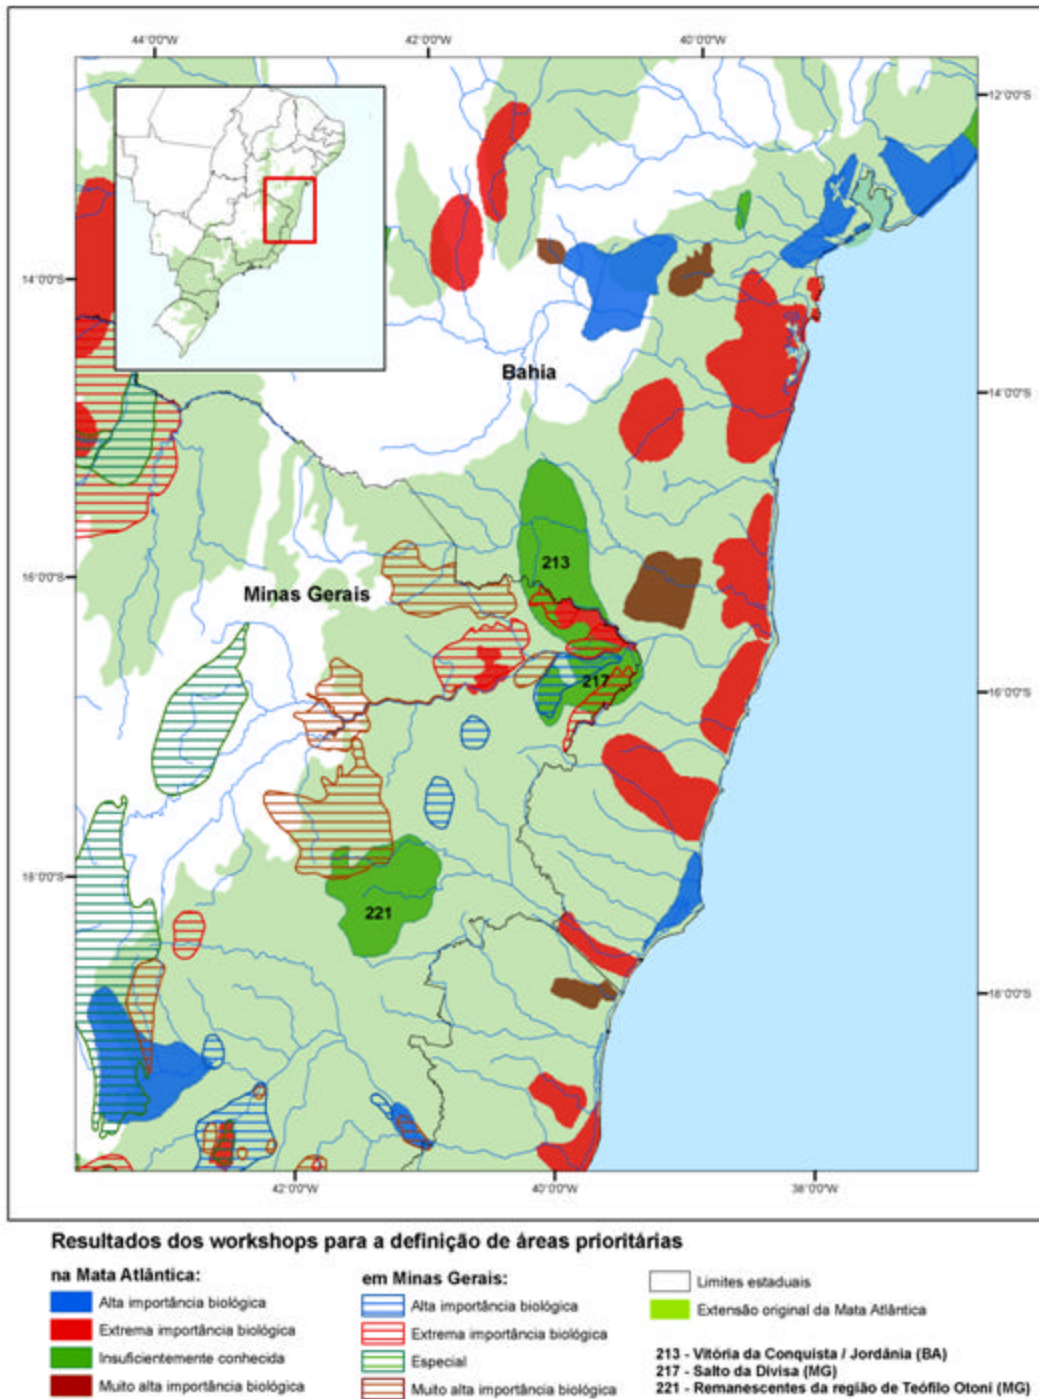 44°0'0"W 42°0'0"W 40°0'0"W
12°0'0"S
14°0'0"S
Bahia
14°0'0"S
213
16°0'0"S
Minas Gerais
217
16°0'0"S
18°0'0"S
221
18°0'0"S
42°0'0"W 40°0'0"W 38°0'0"W
Resultados dos workshops para a definição de áreas prioritárias
na Mata Atlântica:
Alta importância biológica
Extrema importância biológica
Insuficientemente conhecida
Muito alta importância biológica
em Minas Gerais:
Alta importância biológica
Extrema importância biológica
Especial
Muito alta importância biológica
Limites estaduais
Extensão original da Mata Atlântica
213 - Vitória da Conquista / Jordânia (BA)
217 - Salto da Divisa (MG)
221 - Remanescentes da região de Teófilo Otoni (MG)